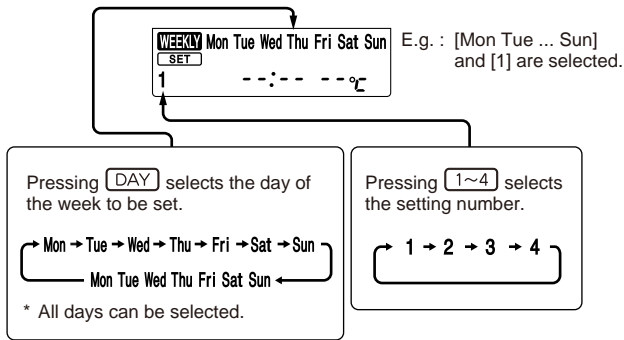 WEEKLY Mon Tue Wed Thu Fri Sat Sun
SET
1 --:-- --°C
E.g. : [Mon Tue ... Sun]
and [1] are selected.
Pressing DAY selects the day of
the week to be set.
Mon → Tue → Wed → Thu → Fri → Sat → Sun
Mon Tue Wed Thu Fri Sat Sun
* All days can be selected.
Pressing 1~4 selects
the setting number.
1 → 2 → 3 → 4